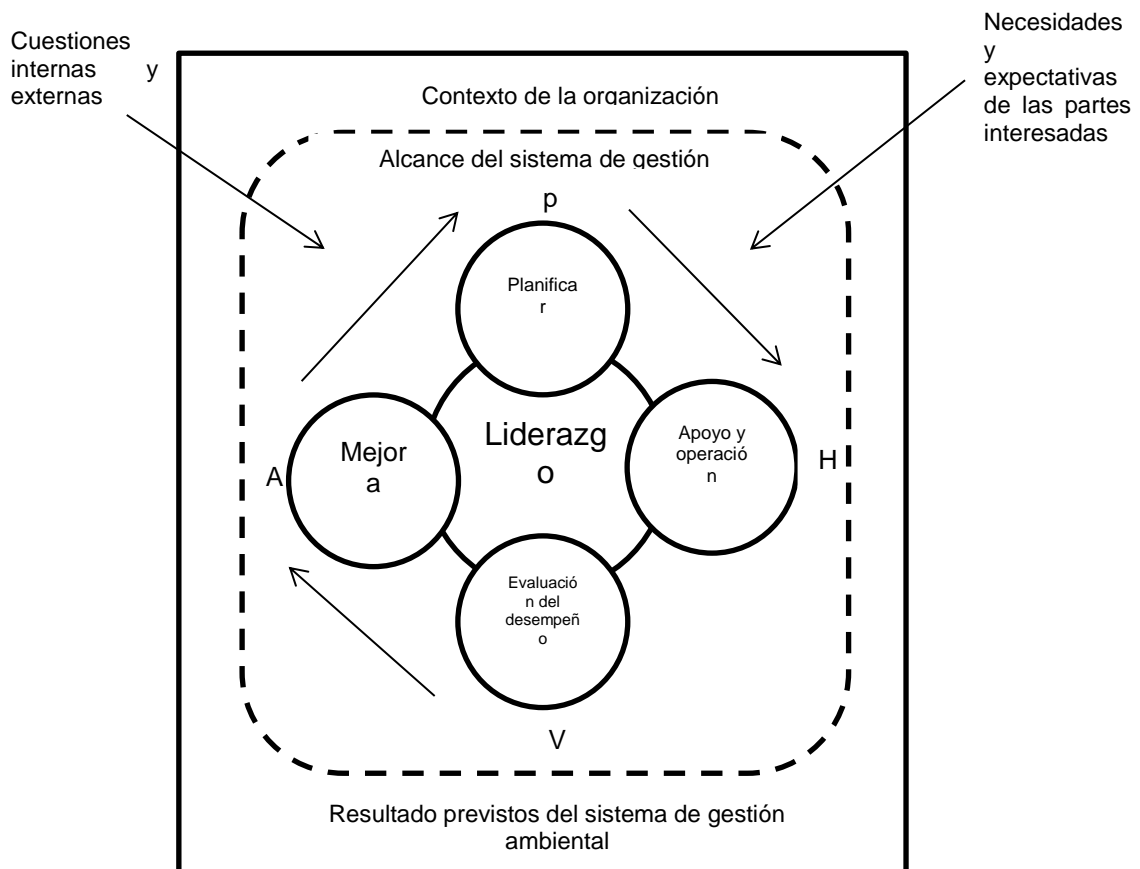 Cuestiones
internas y
externas
Necesidades
y
expectativas
de las partes
interesadas
Contexto de la organización
Alcance del sistema de gestión
p
Planifica
r
Liderazg
o
Mejor
a
A
Apoyo y
operació
n
H
Evaluació
n del
desempeñ
o
V
Resultado previstos del sistema de gestión
ambiental